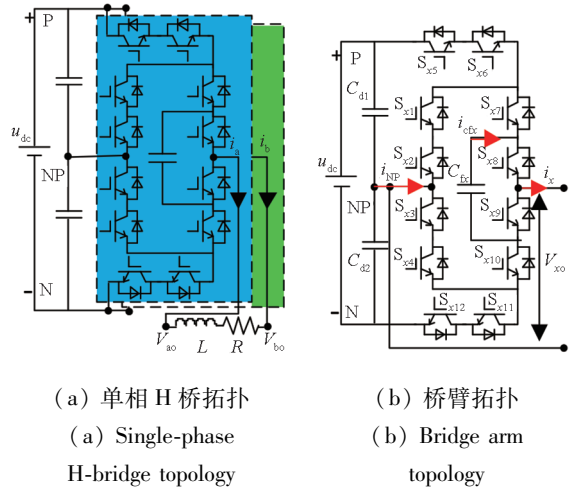 +
P
u_dc
NP
-
N
i_a
i_b
V_ao
L
R
V_bo
+
P
S_x5
S_x6
C_d1
S_x1
S_x7
i_cfx
u_dc
S_x2
C_fx
S_x8
i_NP
i_x
NP
S_x3
S_x9
C_d2
S_x4
S_x10
V_xo
-
N
S_x12
S_x11
(a) 单相 H 桥拓扑
(a) Single-phase
H-bridge topology
(b) 桥臂拓扑
(b) Bridge arm
topology